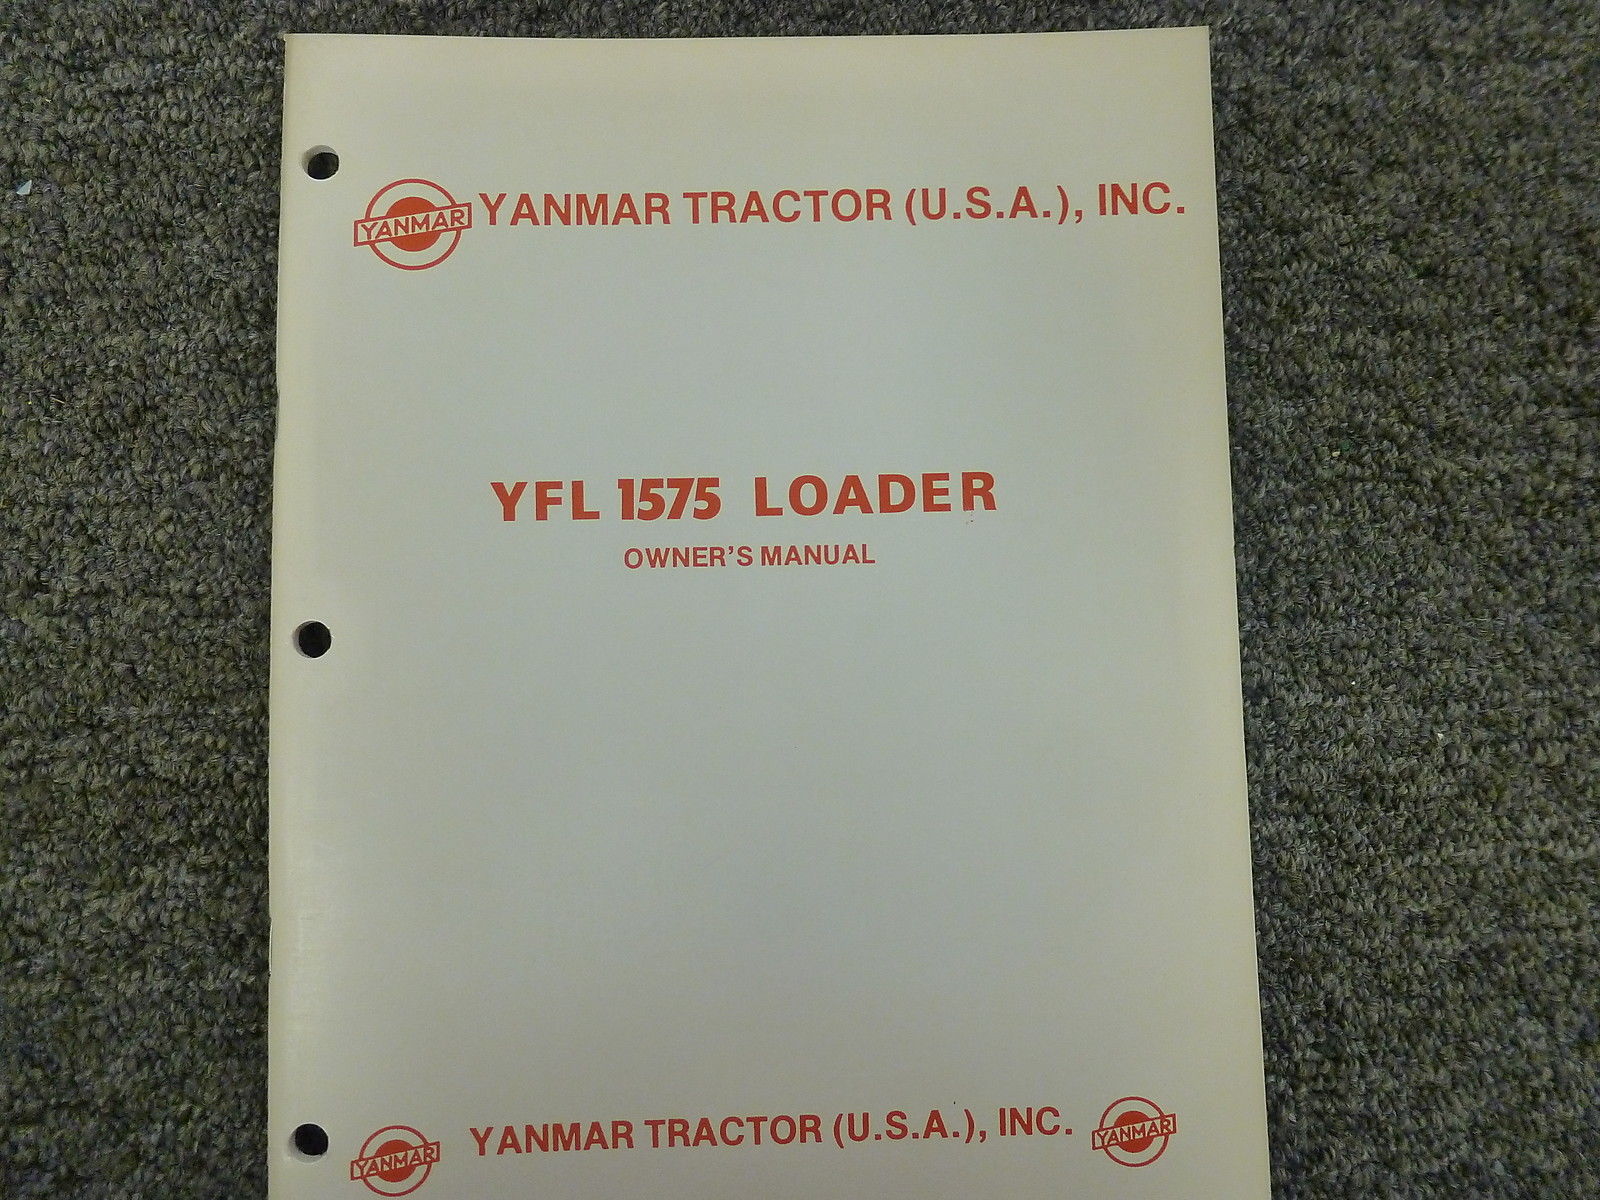 YANMAR YANMAR TRACTOR (U.S.A.), INC.
YFL 1575 LOADER
OWNER'S MANUAL
YANMAR YANMAR TRACTOR (U.S.A.), INC. YANMAR